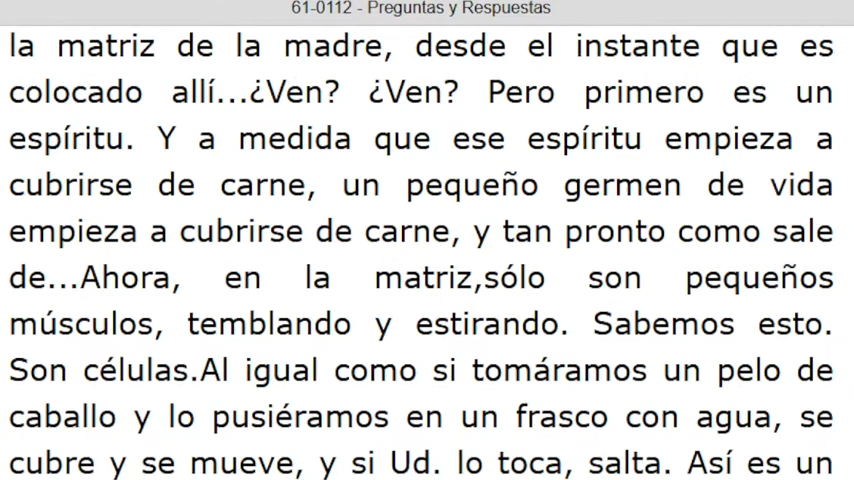 61-0112 - Preguntas y Respuestas
la matriz de la madre, desde el instante que es
colocado allí...¿Ven? ¿Ven? Pero primero es un
espíritu. Y a medida que ese espíritu empieza a
cubrirse de carne, un pequeño germen de vida
empieza a cubrirse de carne, y tan pronto como sale
de...Ahora, en la matriz,sólo son pequeños
músculos, temblando y estirando. Sabemos esto.
Son células.Al igual como si tomáramos un pelo de
caballo y lo pusiéramos en un frasco con agua, se
cubre y se mueve, y si Ud. lo toca, salta. Así es un